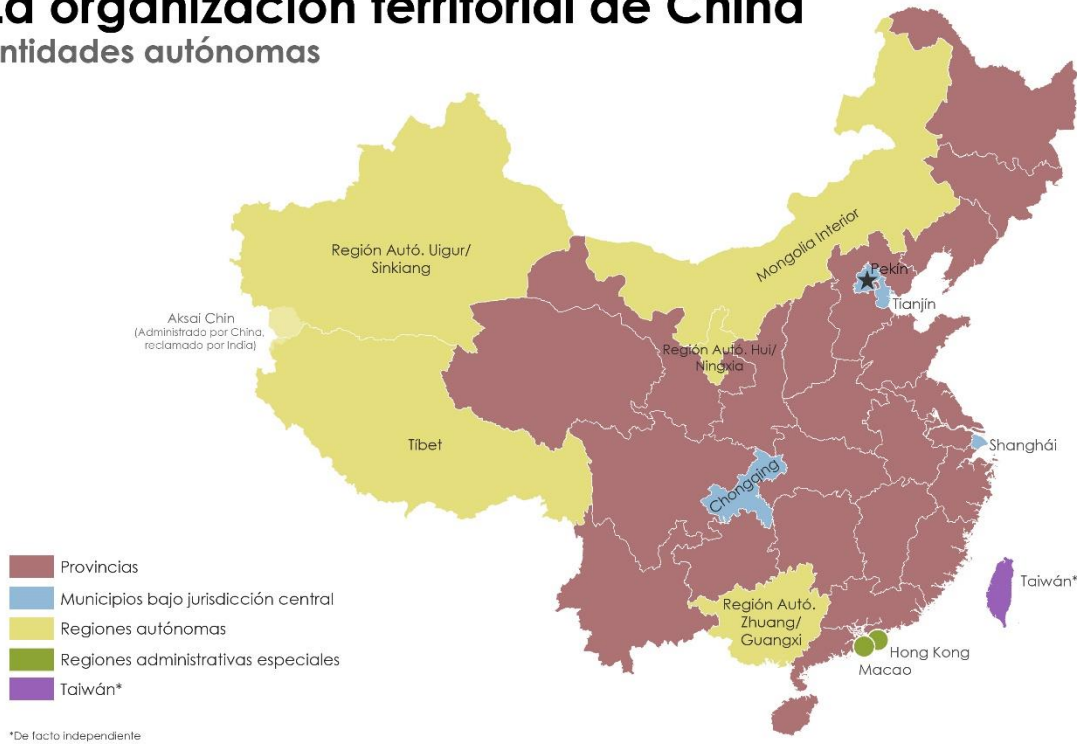 La organización territorial de China
ntidades autónomas
Región Autó. Uigur/
Sinkiang
Mongolia Interior
Pekín
Tianjín
Aksai Chin
(Administrado por China,
reclamado por India)
Región Autó. Hui/
Ningxia
Tíbet
Shanghái
Chongqing
Provincias
Municipios bajo jurisdicción central
Regiones autónomas
Regiones administrativas especiales
Taiwán*
Región Autó.
Zhuang/
Guangxi
Taiwán*
Hong Kong
Macao
*De facto independiente